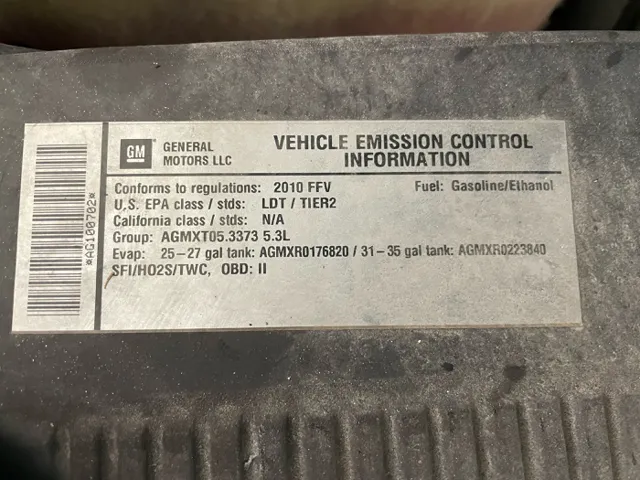 *AG100702*
GM
GENERAL
MOTORS LLC
VEHICLE EMISSION CONTROL
INFORMATION
Conforms to regulations: 2010 FFV
Fuel: Gasoline/Ethanol
U.S. EPA class / stds: LDT / TIER2
California class / stds: N/A
Group: AGMXT05.3373 5.3L
Evap: 25-27 gal tank: AGMXR0176820 / 31-35 gal tank: AGMXR0223840
SFI/HO2S/TWC, OBD: II